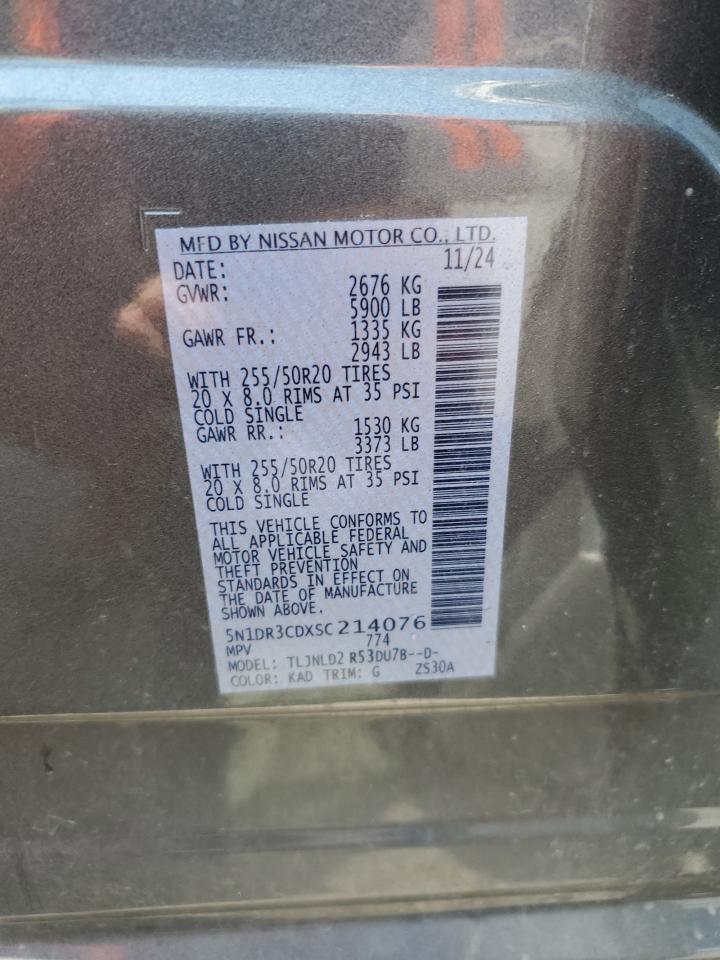 MFD BY NISSAN MOTOR CO., LTD.
DATE: 11/24
GVWR: 2676 KG
5900 LB
GAWR FR.: 1335 KG
2943 LB
WITH 255/50R20 TIRES
20 X 8.0 RIMS AT 35 PSI
COLD SINGLE
GAWR RR.: 1530 KG
3373 LB
WITH 255/50R20 TIRES
20 X 8.0 RIMS AT 35 PSI
COLD SINGLE
THIS VEHICLE CONFORMS TO
ALL APPLICABLE FEDERAL
MOTOR VEHICLE SAFETY AND
THEFT PREVENTION
STANDARDS IN EFFECT ON
THE DATE OF MANUFACTURE
SHOWN ABOVE.
5N1DR3CDXSC214076
MPV 774
MODEL: TLJNLD2 R53DU7B--D-
COLOR: KAD TRIM: G ZS30A